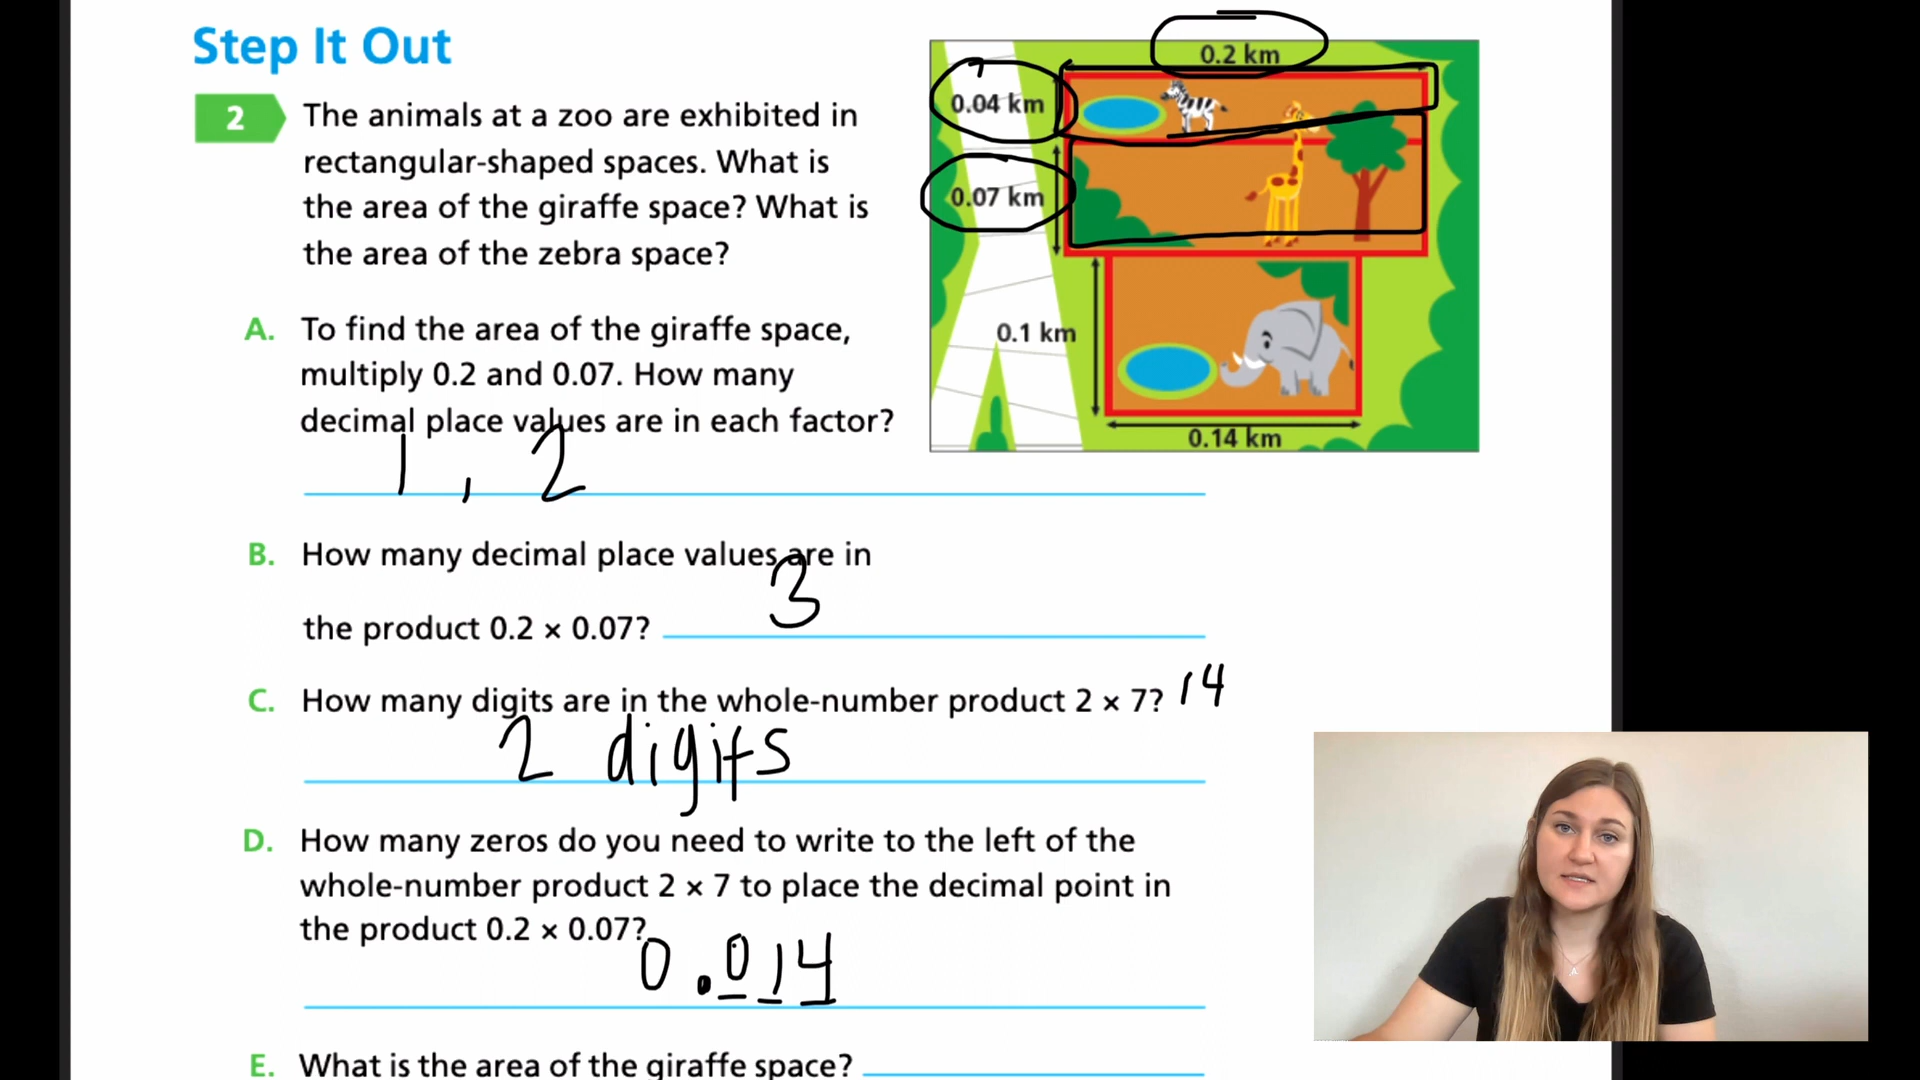 Step It Out
2 The animals at a zoo are exhibited in
rectangular-shaped spaces. What is
the area of the giraffe space? What is
the area of the zebra space?
0.2 km
0.04 km
0.07 km
0.1 km
0.14 km
A. To find the area of the giraffe space,
multiply 0.2 and 0.07. How many
decimal place values are in each factor?
1, 2
B. How many decimal place values are in
the product 0.2 × 0.07? 3
C. How many digits are in the whole-number product 2 × 7? 14
2 digits
D. How many zeros do you need to write to the left of the
whole-number product 2 × 7 to place the decimal point in
the product 0.2 × 0.07?
0.014
E. What is the area of the giraffe space?